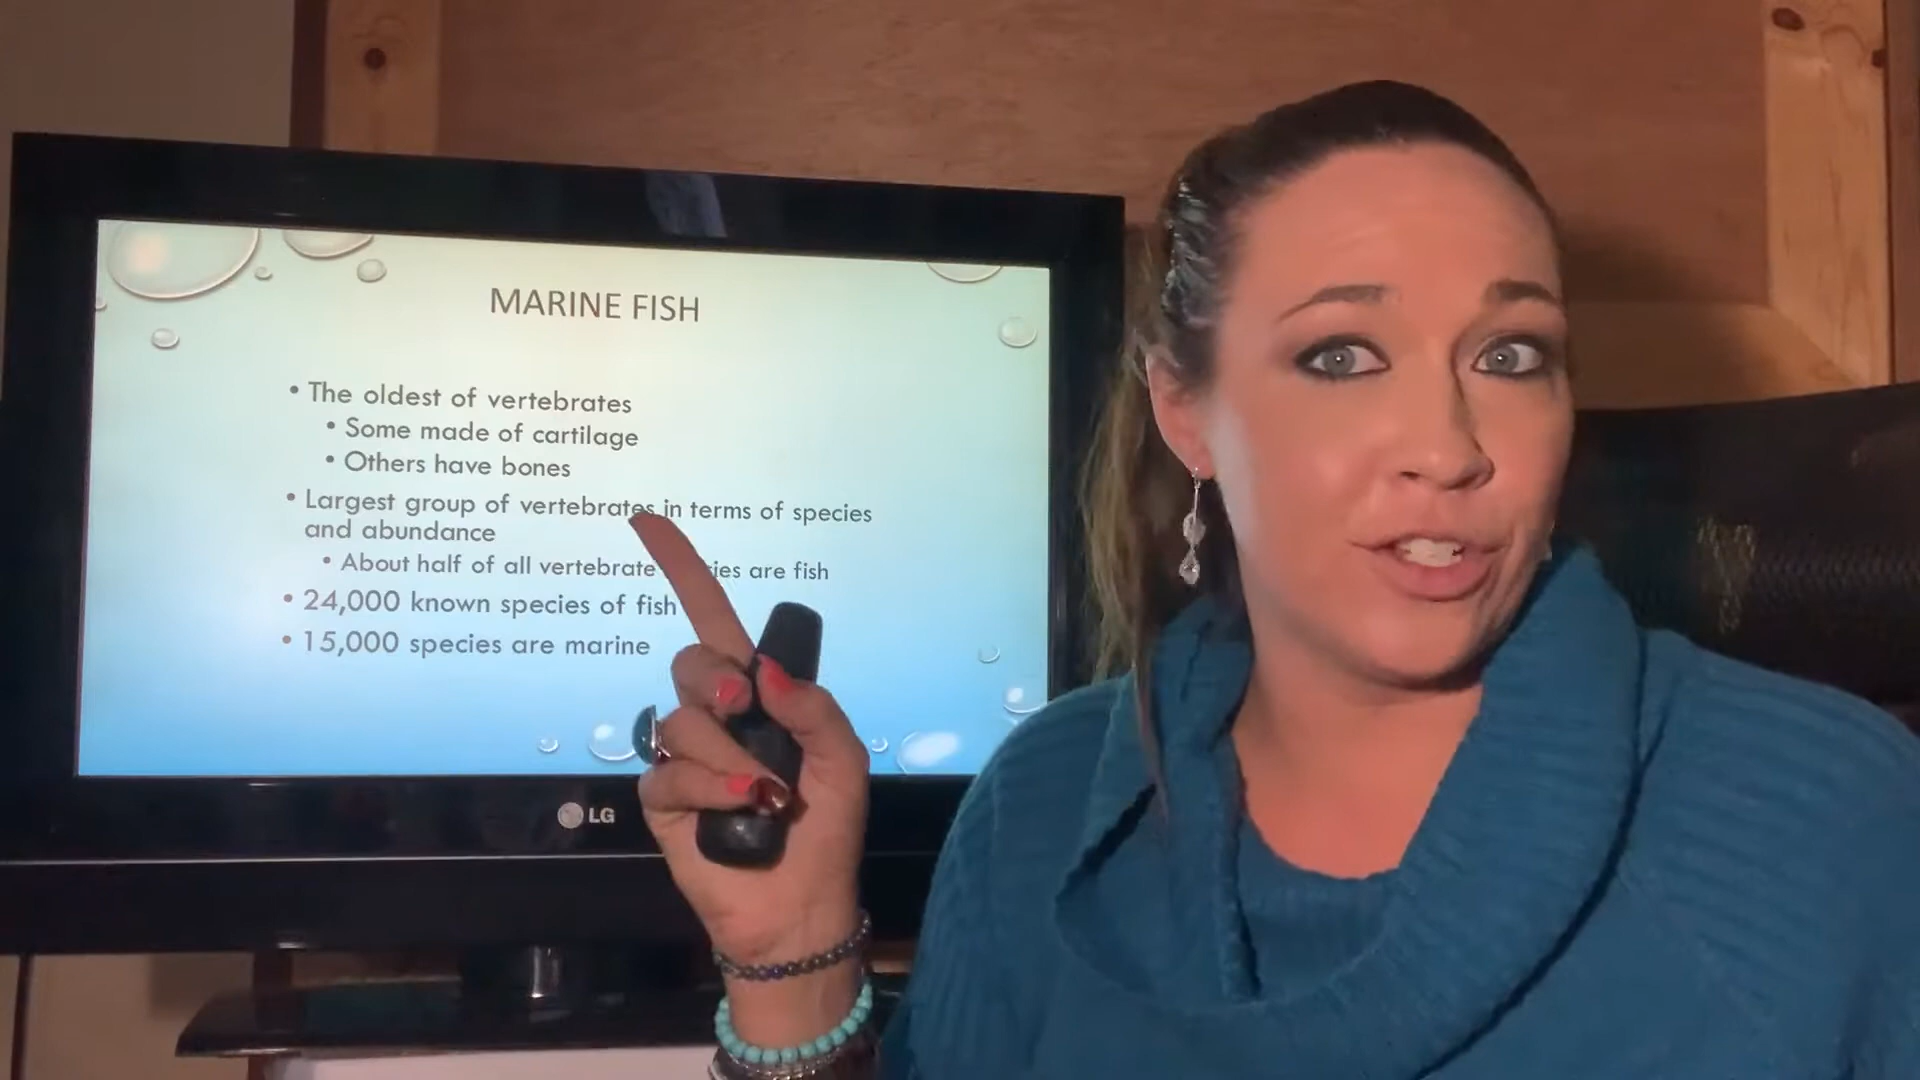 MARINE FISH
• The oldest of vertebrates
• Some made of cartilage
• Others have bones
• Largest group of vertebrates in terms of species
and abundance
• About half of all vertebrate are fish
• 24,000 known species of fish
• 15,000 species are marine
LG